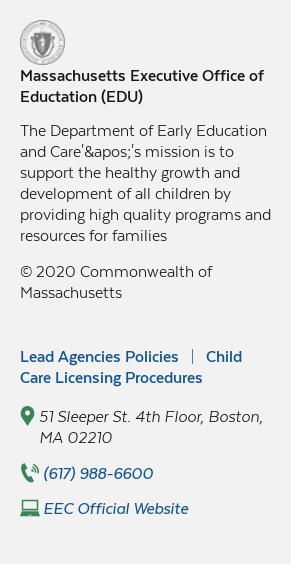 Massachusetts Executive Office of
Eductation (EDU)
The Department of Early Education
and Care'&apos;'s mission is to
support the healthy growth and
development of all children by
providing high quality programs and
resources for families
© 2020 Commonwealth of
Massachusetts
Lead Agencies Policies | Child
Care Licensing Procedures
51 Sleeper St. 4th Floor, Boston,
MA 02210
(617) 988-6600
EEC Official Website